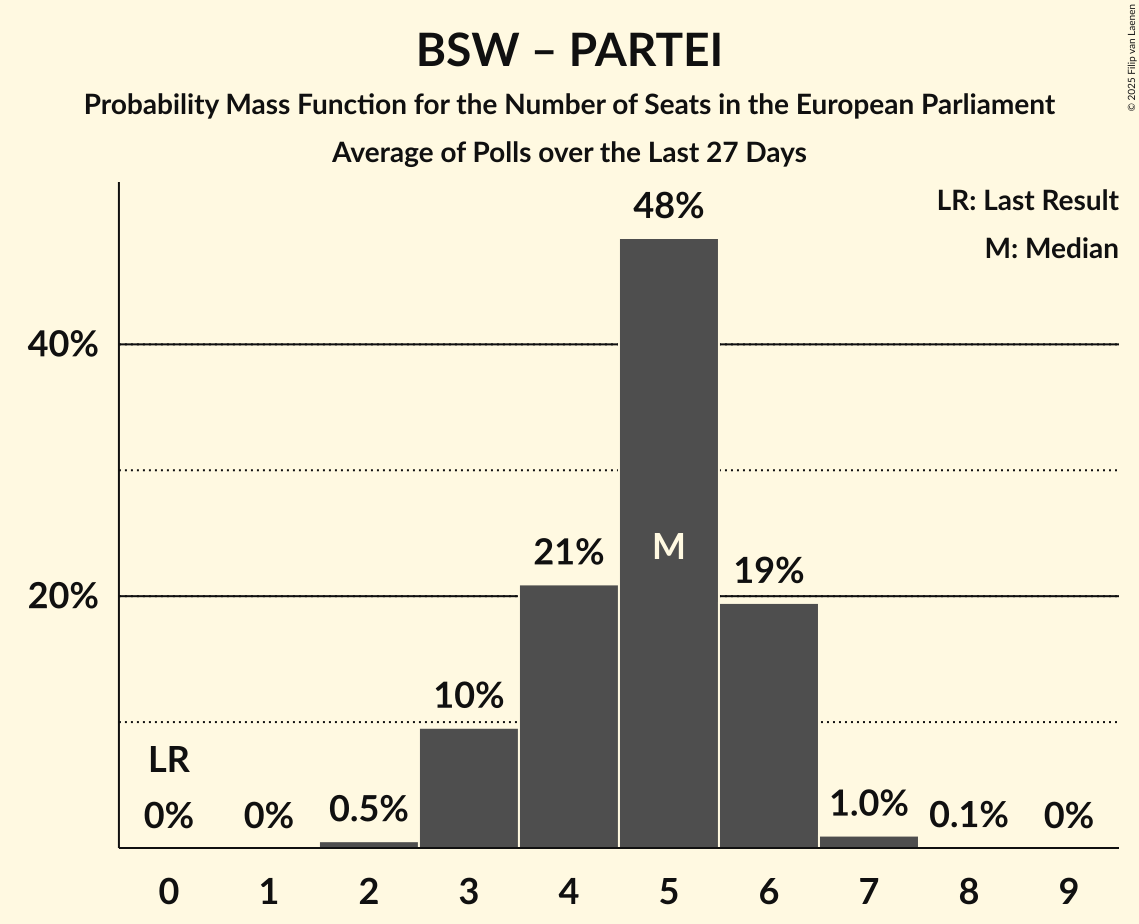 BSW – PARTEI
Probability Mass Function for the Number of Seats in the European Parliament
Average of Polls over the Last 27 Days
© 2025 Filip van Laenen
LR: Last Result
M: Median
48%
40%
M
21%
19%
20%
10%
LR
0%
0%
0.5%
1.0%
0.1%
0%
0 1 2 3 4 5 6 7 8 9